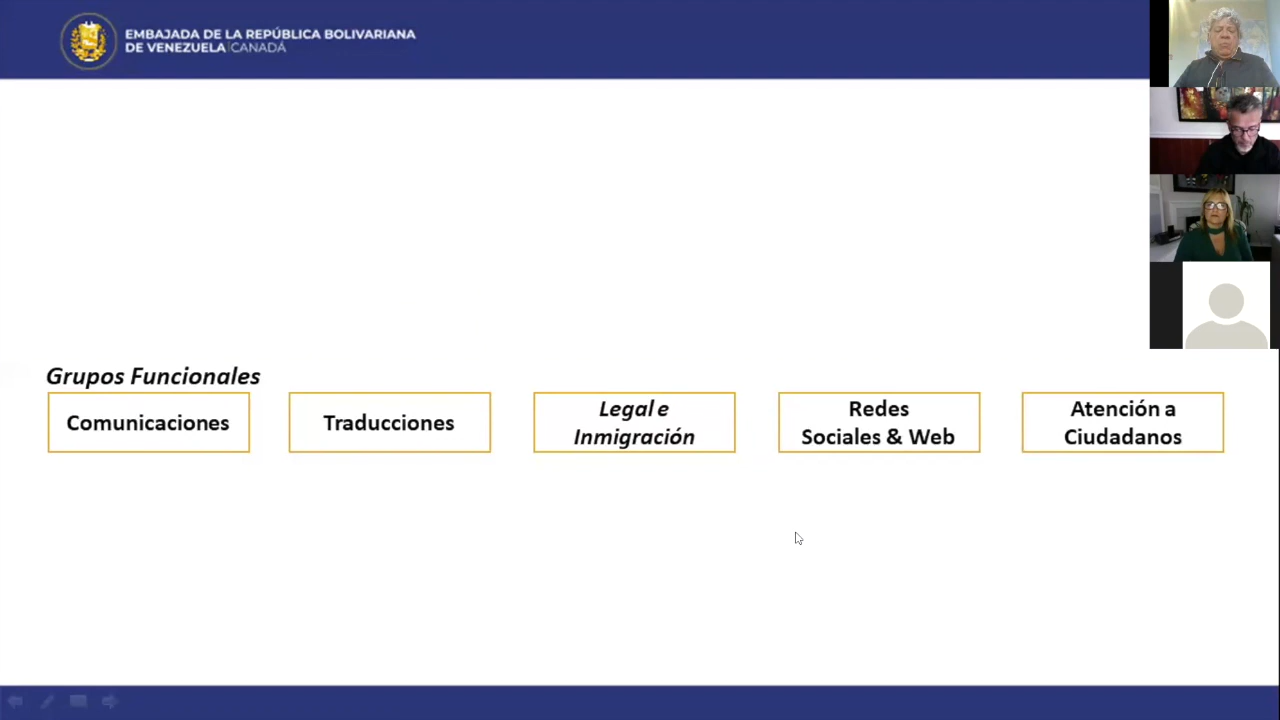 EMBAJADA DE LA REPÚBLICA BOLIVARIANA
DE VENEZUELA | CANADÁ
Grupos Funcionales
Comunicaciones
Traducciones
Legal e
Inmigración
Redes
Sociales & Web
Atención a
Ciudadanos